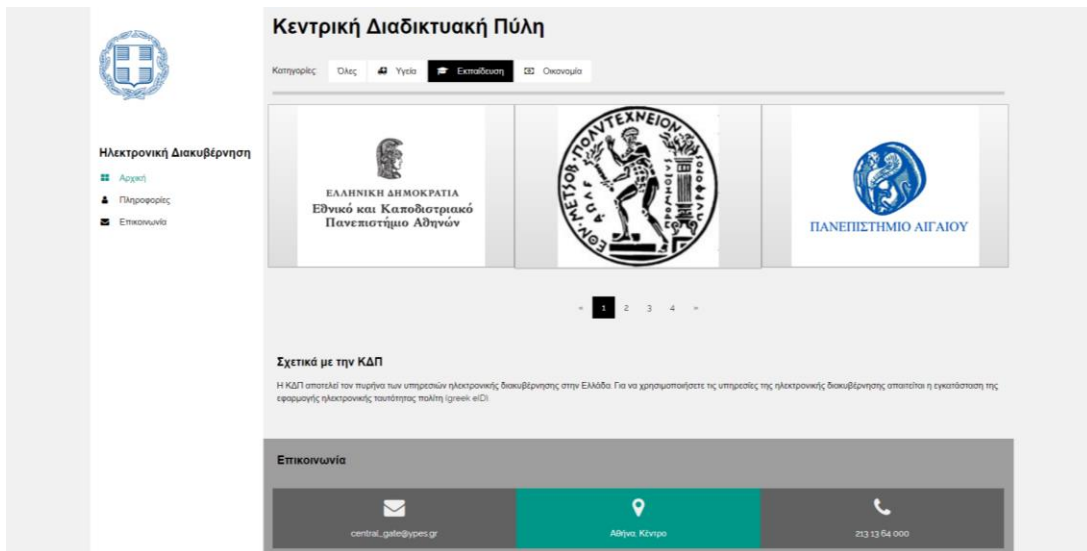 Κεντρική Διαδικτυακή Πύλη
Κατηγορίες: Όλες Υγεία Εκπαίδευση Οικονομία
Ηλεκτρονική Διακυβέρνηση
Αρχική
Πληροφορίες
Επικοινωνία
ΕΛΛΗΝΙΚΗ ΔΗΜΟΚΡΑΤΙΑ
Εθνικό και Καποδιστριακό
Πανεπιστήμιο Αθηνών
ΕΘΝ·ΜΕΤΣΟΒ·ΠΟΛΥΤΕΧΝΕΙΟΝ
ΠΑΝΕΠΙΣΤΗΜΙΟ ΑΙΓΑΙΟΥ
« 1 2 3 4 »
Σχετικά με την ΚΔΠ
Η ΚΔΠ αποτελεί τον πυρήνα των υπηρεσιών ηλεκτρονικής διακυβέρνησης στην Ελλάδα. Για να χρησιμοποιήσετε τις υπηρεσίες της ηλεκτρονικής διακυβέρνησης απαιτείται η εγκατάσταση της
εφαρμογής ηλεκτρονικής ταυτότητας πολίτη (greek eID).
Επικοινωνία
central_gate@ypes.gr
Αθήνα, Κέντρο
213 13 64 000